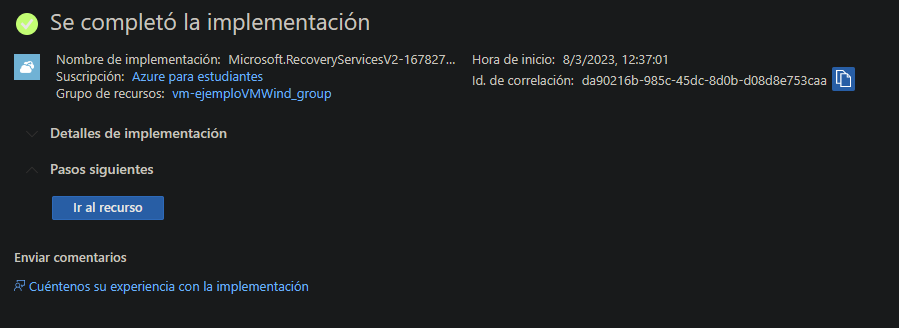 Se completó la implementación
Nombre de implementación: Microsoft.RecoveryServicesV2-167827...
Hora de inicio: 8/3/2023, 12:37:01
Suscripción: Azure para estudiantes
Id. de correlación: da90216b-985c-45dc-8d0b-d08d8e753caa
Grupo de recursos: vm-ejemploVMWind_group
Detalles de implementación
Pasos siguientes
Ir al recurso
Enviar comentarios
Cuéntenos su experiencia con la implementación